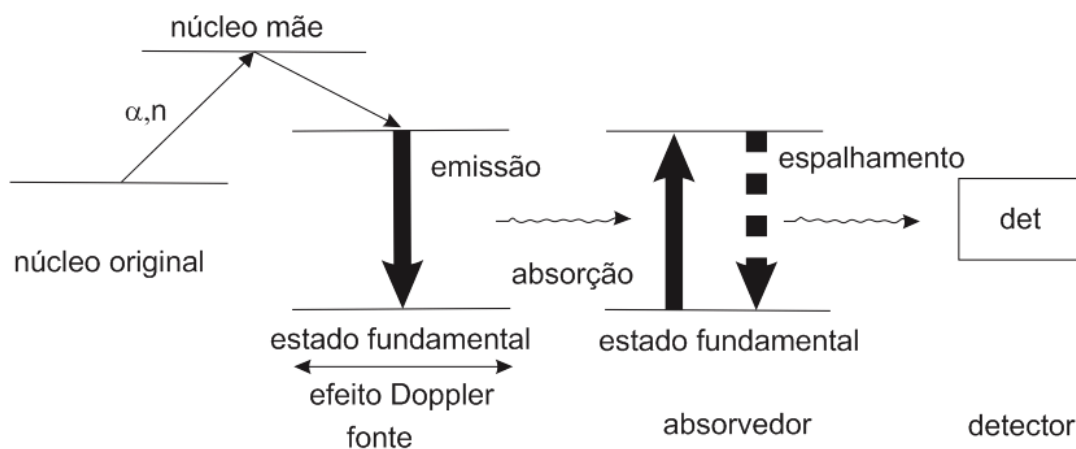 núcleo mãe
α,n
emissão
espalhamento
det
núcleo original
absorção
estado fundamental
estado fundamental
efeito Doppler
fonte
absorvedor
detector